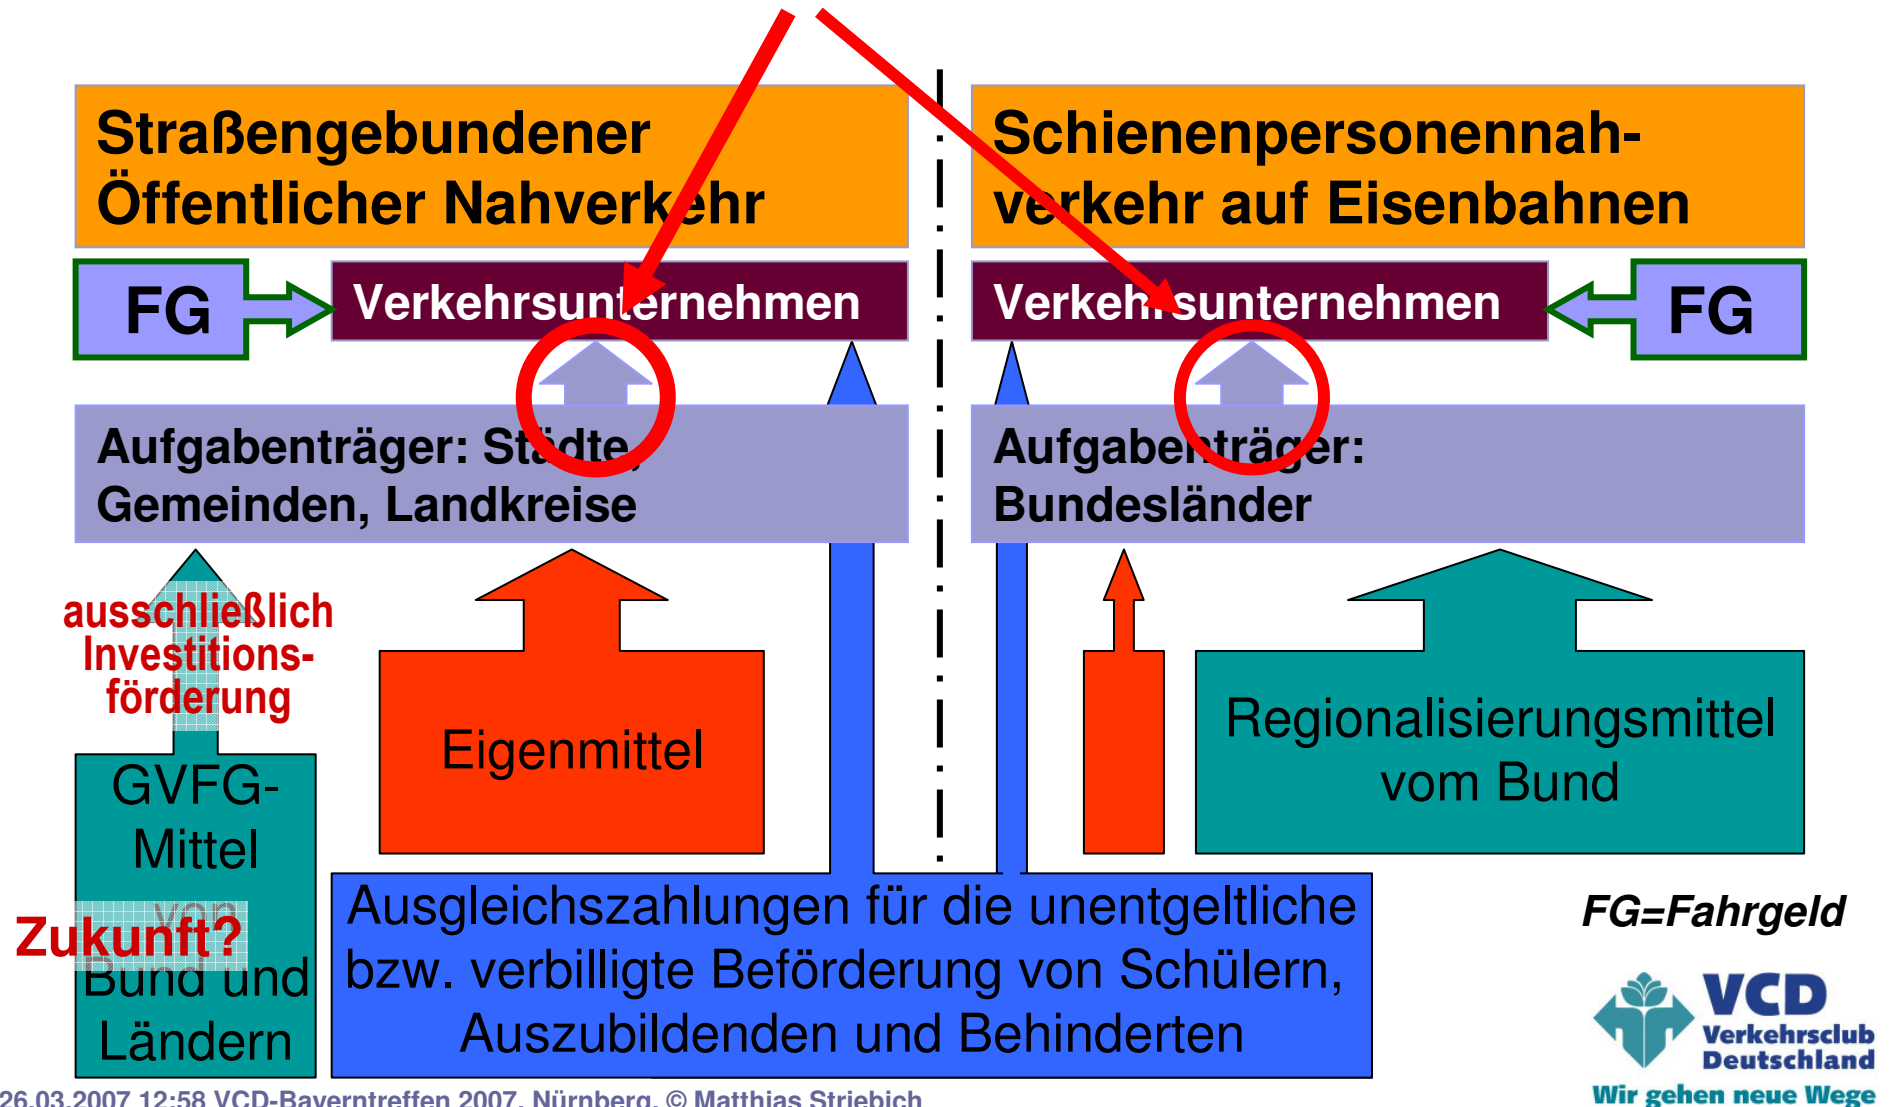 Straßengebundener
Öffentlicher Nahverkehr
Schienenpersonennah-
verkehr auf Eisenbahnen
FG
Verkehrsunternehmen
Verkehrsunternehmen
FG
Aufgabenträger: Städte,
Gemeinden, Landkreise
Aufgabenträger:
Bundesländer
ausschließlich
Investitions-
förderung
Eigenmittel
Regionalisierungsmittel
vom Bund
GVFG-
Mittel
von
Bund und
Ländern
Zukunft?
Ausgleichszahlungen für die unentgeltliche
bzw. verbilligte Beförderung von Schülern,
Auszubildenden und Behinderten
FG=Fahrgeld
VCD
Verkehrsclub
Deutschland
Wir gehen neue Wege
26.03.2007 12:58 VCD-Bayerntreffen 2007, Nürnberg, © Matthias Striebich